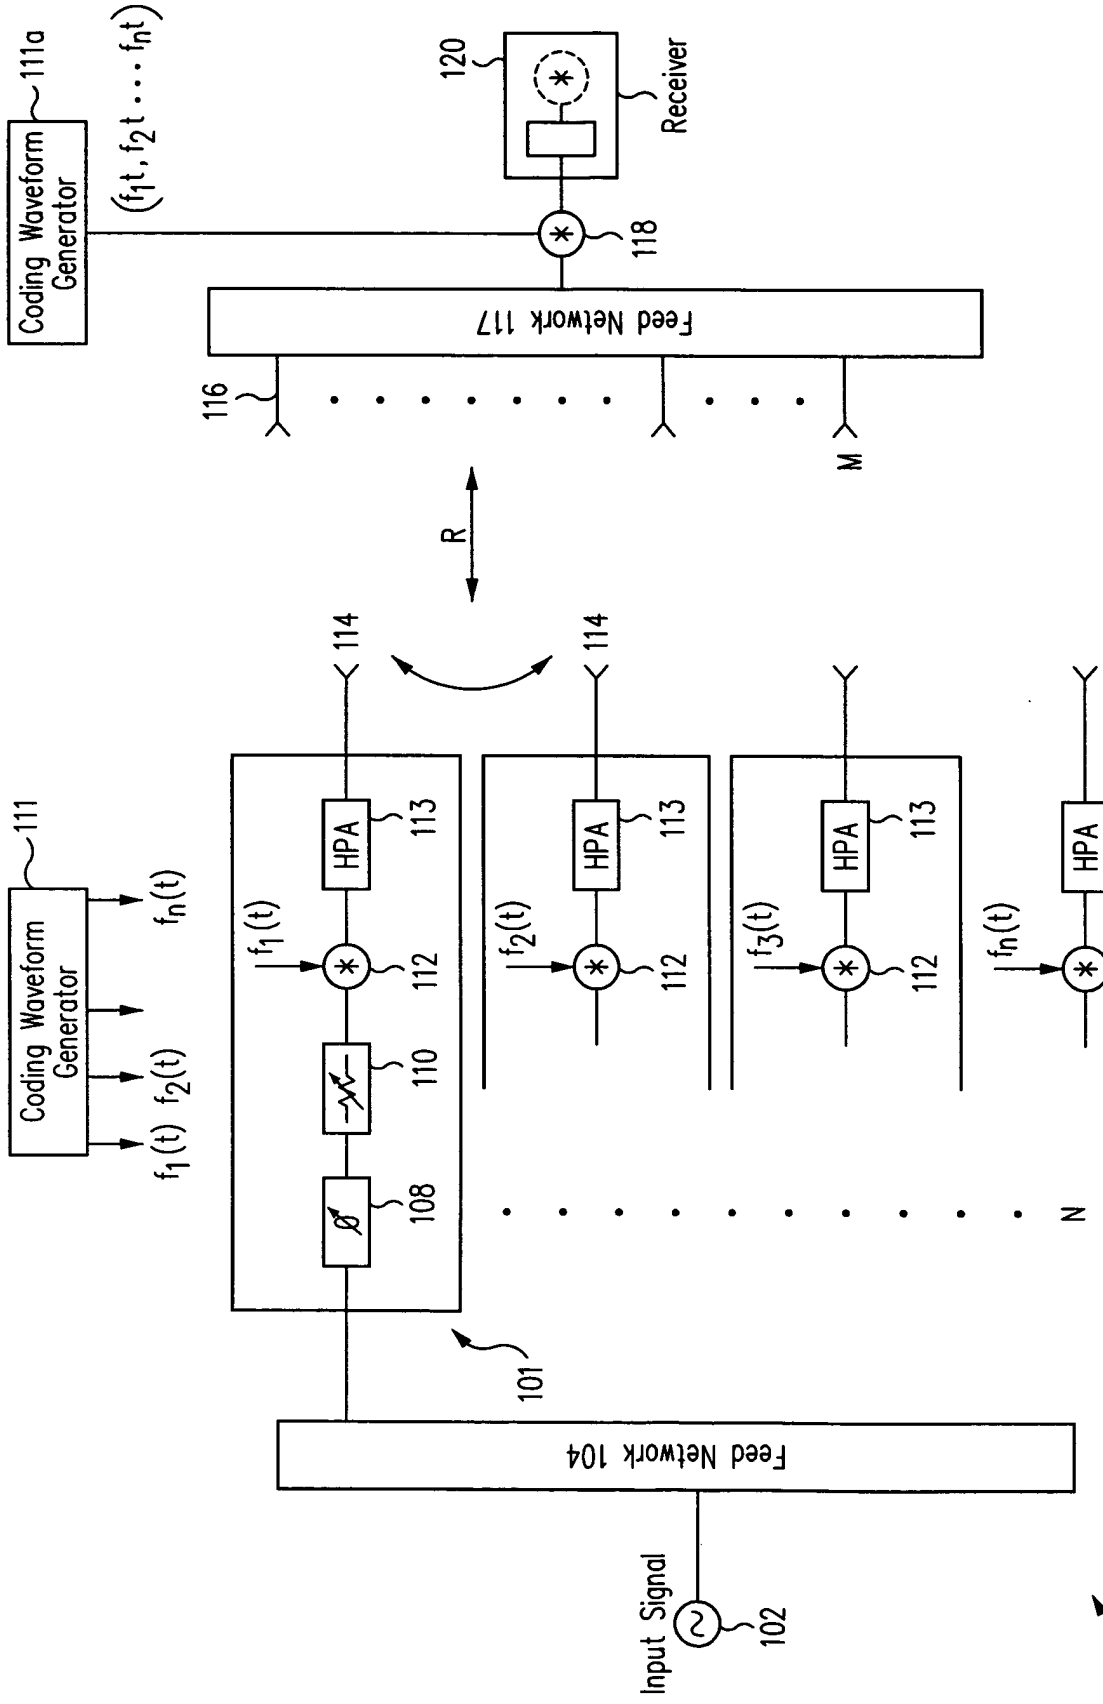 Coding Waveform
Generator
111
f1(t)
f2(t)
fn(t)
Coding Waveform
Generator
111a
(f1t, f2t • • • fnt)
Input Signal
102
Feed Network 104
101
108
Ø
110
f1(t)
112
HPA
113
114
f2(t)
112
HPA
113
114
f3(t)
112
HPA
113
fn(t)
HPA
N
R
116
M
Feed Network 117
118
120
Receiver